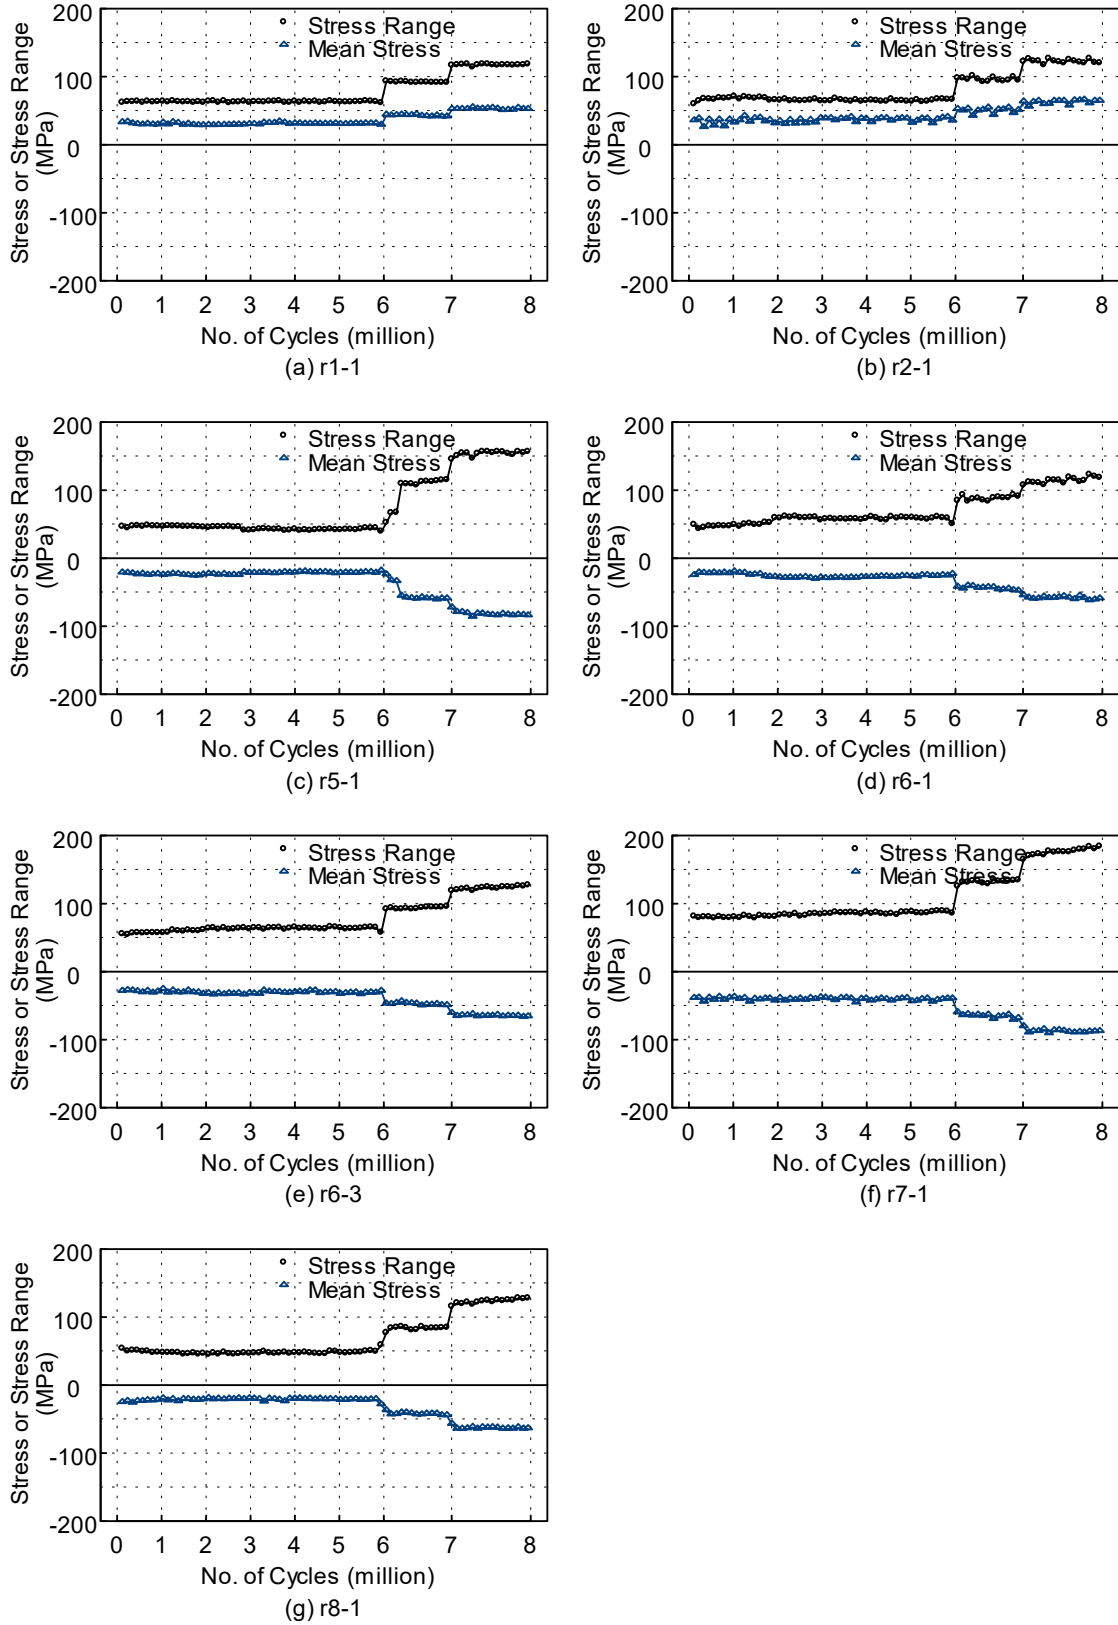 200
100
0
-100
-200
Stress or Stress Range
(MPa)
Stress Range
Mean Stress
0 1 2 3 4 5 6 7 8
No. of Cycles (million)
(a) r1-1
200
100
0
-100
-200
Stress or Stress Range
(MPa)
Stress Range
Mean Stress
0 1 2 3 4 5 6 7 8
No. of Cycles (million)
(b) r2-1
200
100
0
-100
-200
Stress or Stress Range
(MPa)
Stress Range
Mean Stress
0 1 2 3 4 5 6 7 8
No. of Cycles (million)
(c) r5-1
200
100
0
-100
-200
Stress or Stress Range
(MPa)
Stress Range
Mean Stress
0 1 2 3 4 5 6 7 8
No. of Cycles (million)
(d) r6-1
200
100
0
-100
-200
Stress or Stress Range
(MPa)
Stress Range
Mean Stress
0 1 2 3 4 5 6 7 8
No. of Cycles (million)
(e) r6-3
200
100
0
-100
-200
Stress or Stress Range
(MPa)
Stress Range
Mean Stress
0 1 2 3 4 5 6 7 8
No. of Cycles (million)
(f) r7-1
200
100
0
-100
-200
Stress or Stress Range
(MPa)
Stress Range
Mean Stress
0 1 2 3 4 5 6 7 8
No. of Cycles (million)
(g) r8-1